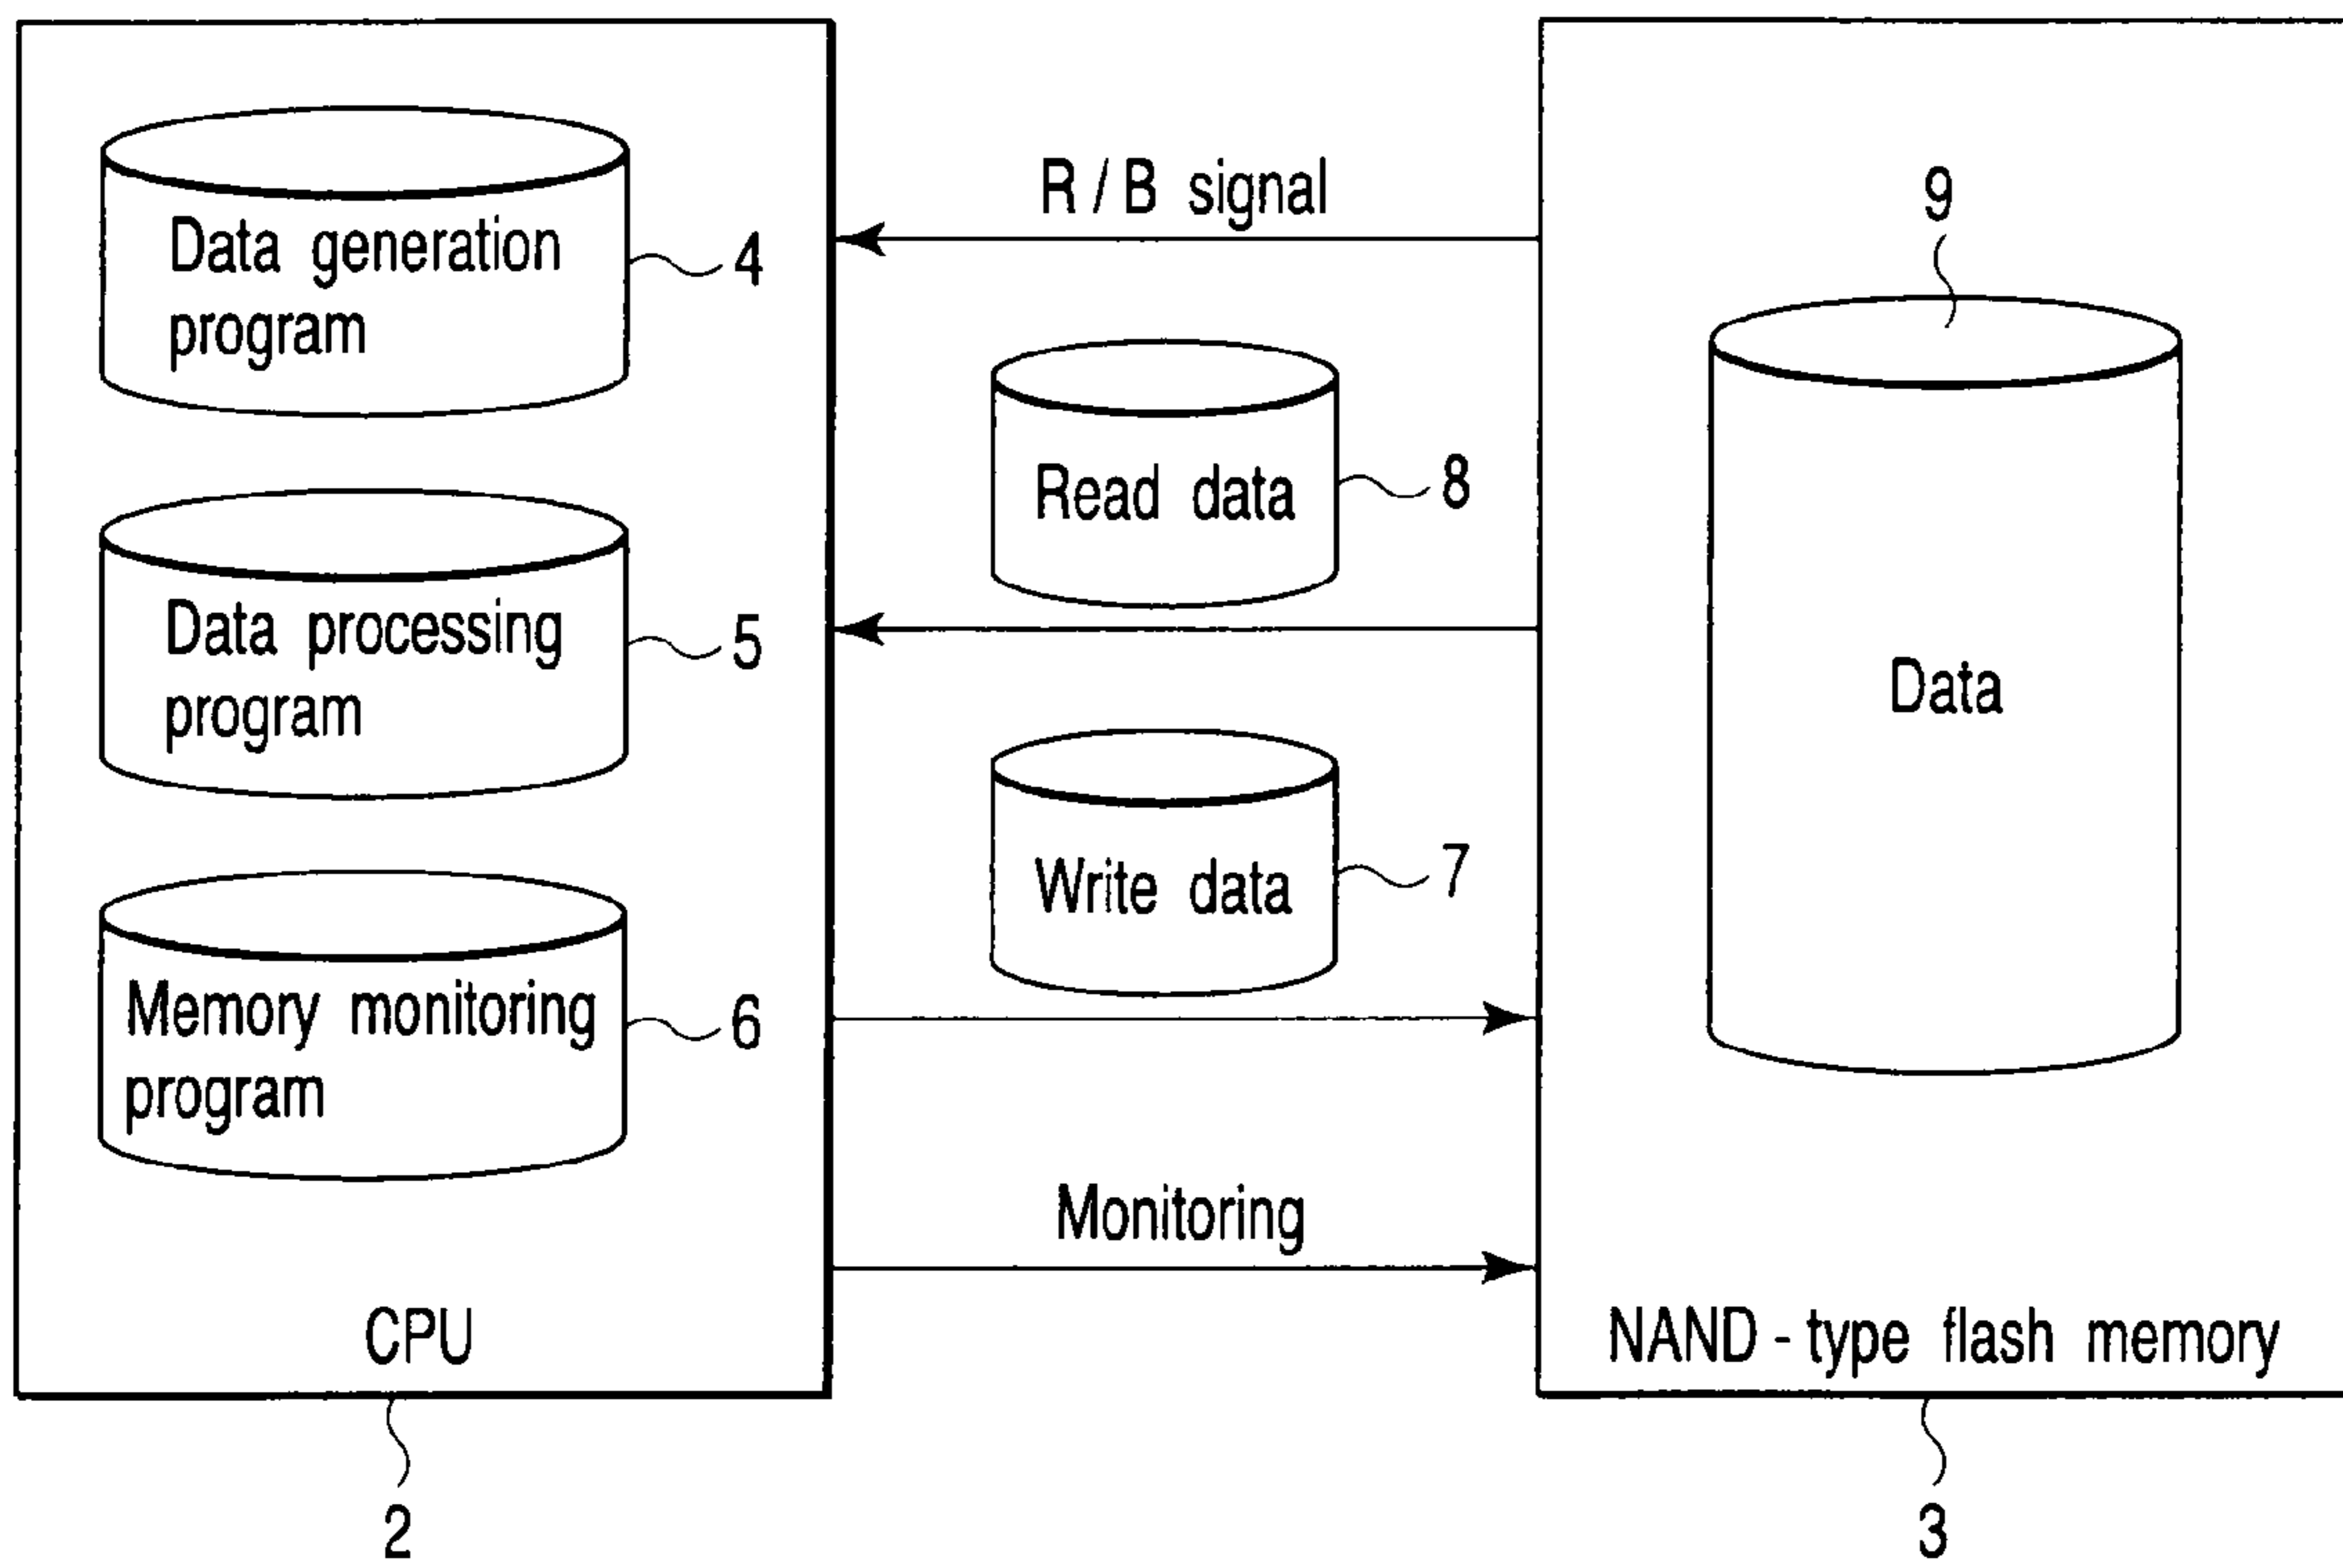 Data generation
program
4
Data processing
program
5
Memory monitoring
program
6
CPU
2
R/B signal
Read data
8
Write data
7
Monitoring
9
Data
NAND-type flash memory
3